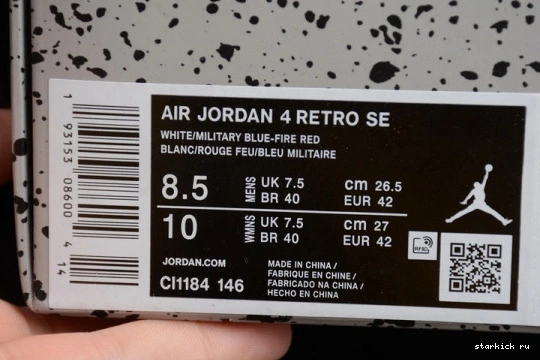 AIR JORDAN 4 RETRO SE
WHITE/MILITARY BLUE-FIRE RED
BLANC/ROUGE FEU/BLEU MILITAIRE
8.5 MENS UK 7.5 cm 26.5
BR 40 EUR 42
10 WMNS UK 7.5 cm 27
BR 40 EUR 42
JORDAN.COM
CI1184 146
MADE IN CHINA /
FABRIQUE EN CHINE /
FABRICADO NA CHINA /
HECHO EN CHINA
RFID
1 93153 08600 4 14
starkick ru